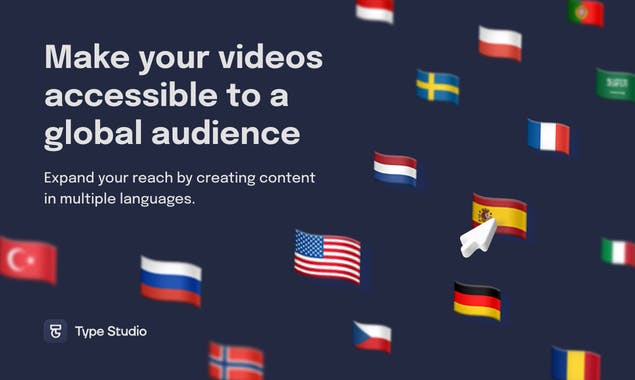 Make your videos
accessible to a
global audience
Expand your reach by creating content
in multiple languages.
Type Studio